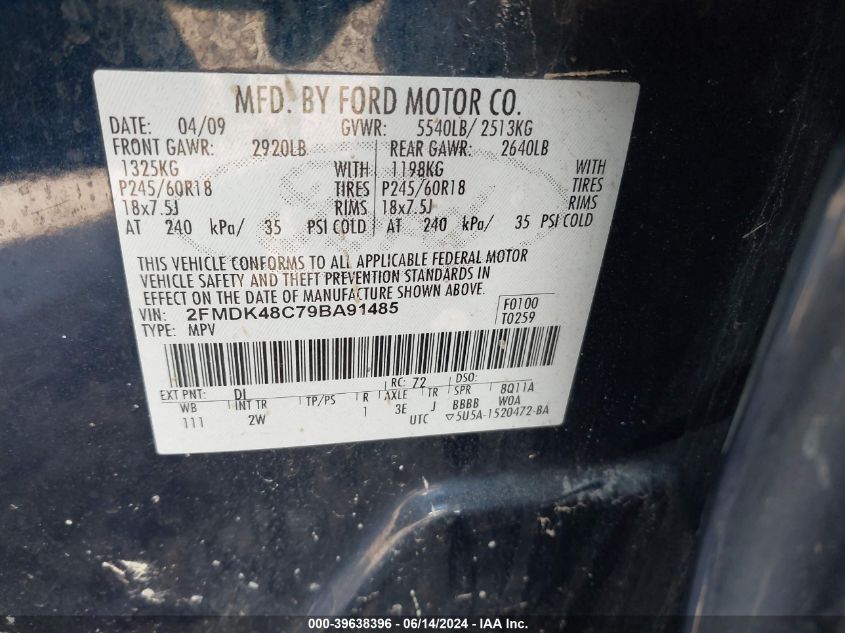 MFD. BY FORD MOTOR CO.
DATE: 04/09 GVWR: 5540LB/ 2513KG
FRONT GAWR: 2920LB REAR GAWR: 2640LB
1325KG WITH 1198KG WITH
P245/60R18 TIRES P245/60R18 TIRES
18x7.5J RIMS 18x7.5J RIMS
AT 240 kPa/ 35 PSI COLD AT 240 kPa/ 35 PSI COLD
THIS VEHICLE CONFORMS TO ALL APPLICABLE FEDERAL MOTOR
VEHICLE SAFETY AND THEFT PREVENTION STANDARDS IN
EFFECT ON THE DATE OF MANUFACTURE SHOWN ABOVE.
VIN: 2FMDK48C79BA91485 F0100
TYPE: MPV T0259
EXT PNT: DI RC: 72 DSO:
WB INT TR TP/PS R AXLE TR SPR 8Q11A
111 2W 1 3E J BBBB W0A
UTC ▽5U5A-1520472-BA
000-39638396 - 06/14/2024 - IAA Inc.